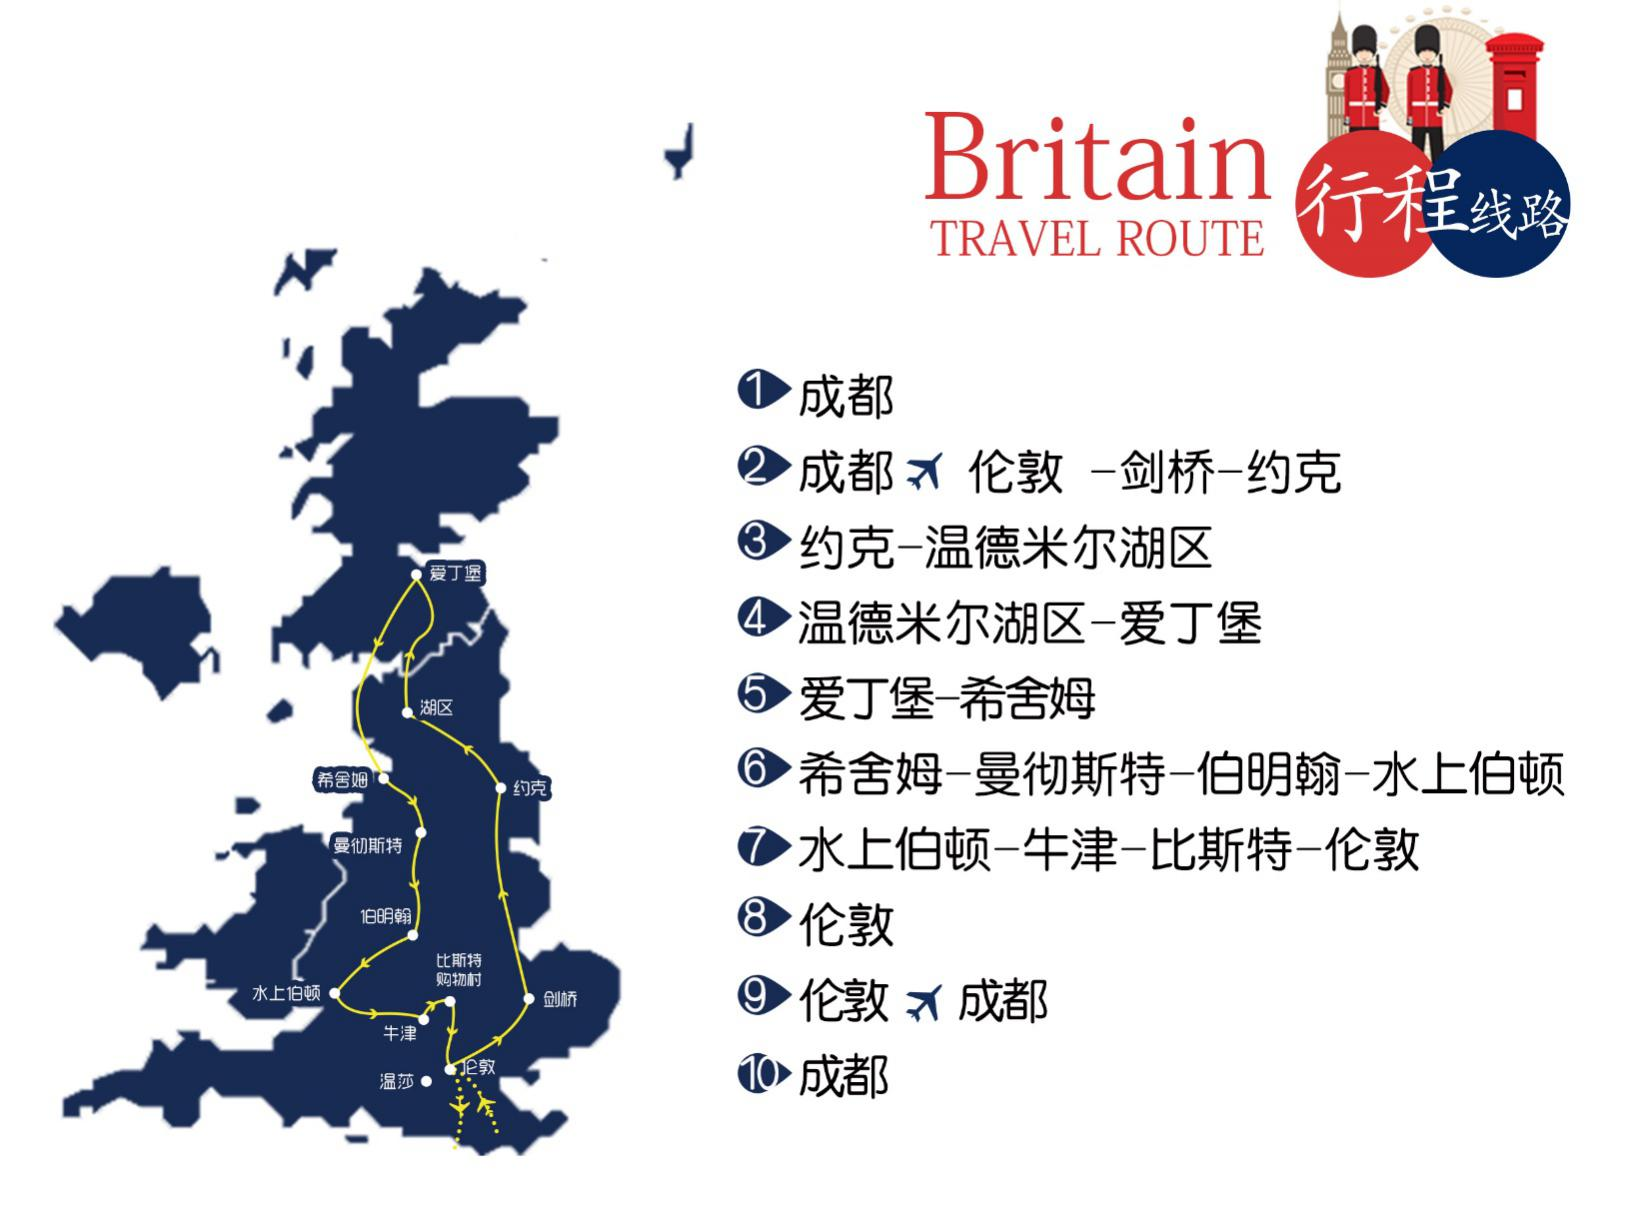 Britain
TRAVEL ROUTE
行程线路
1 成都
2 成都 伦敦 -剑桥-约克
3 约克-温德米尔湖区
4 温德米尔湖区-爱丁堡
5 爱丁堡-希舍姆
6 希舍姆-曼彻斯特-伯明翰-水上伯顿
7 水上伯顿-牛津-比斯特-伦敦
8 伦敦
9 伦敦 成都
10 成都
爱丁堡
湖区
希舍姆
约克
曼彻斯特
伯明翰
比斯特
购物村
水上伯顿
剑桥
牛津
伦敦
温莎